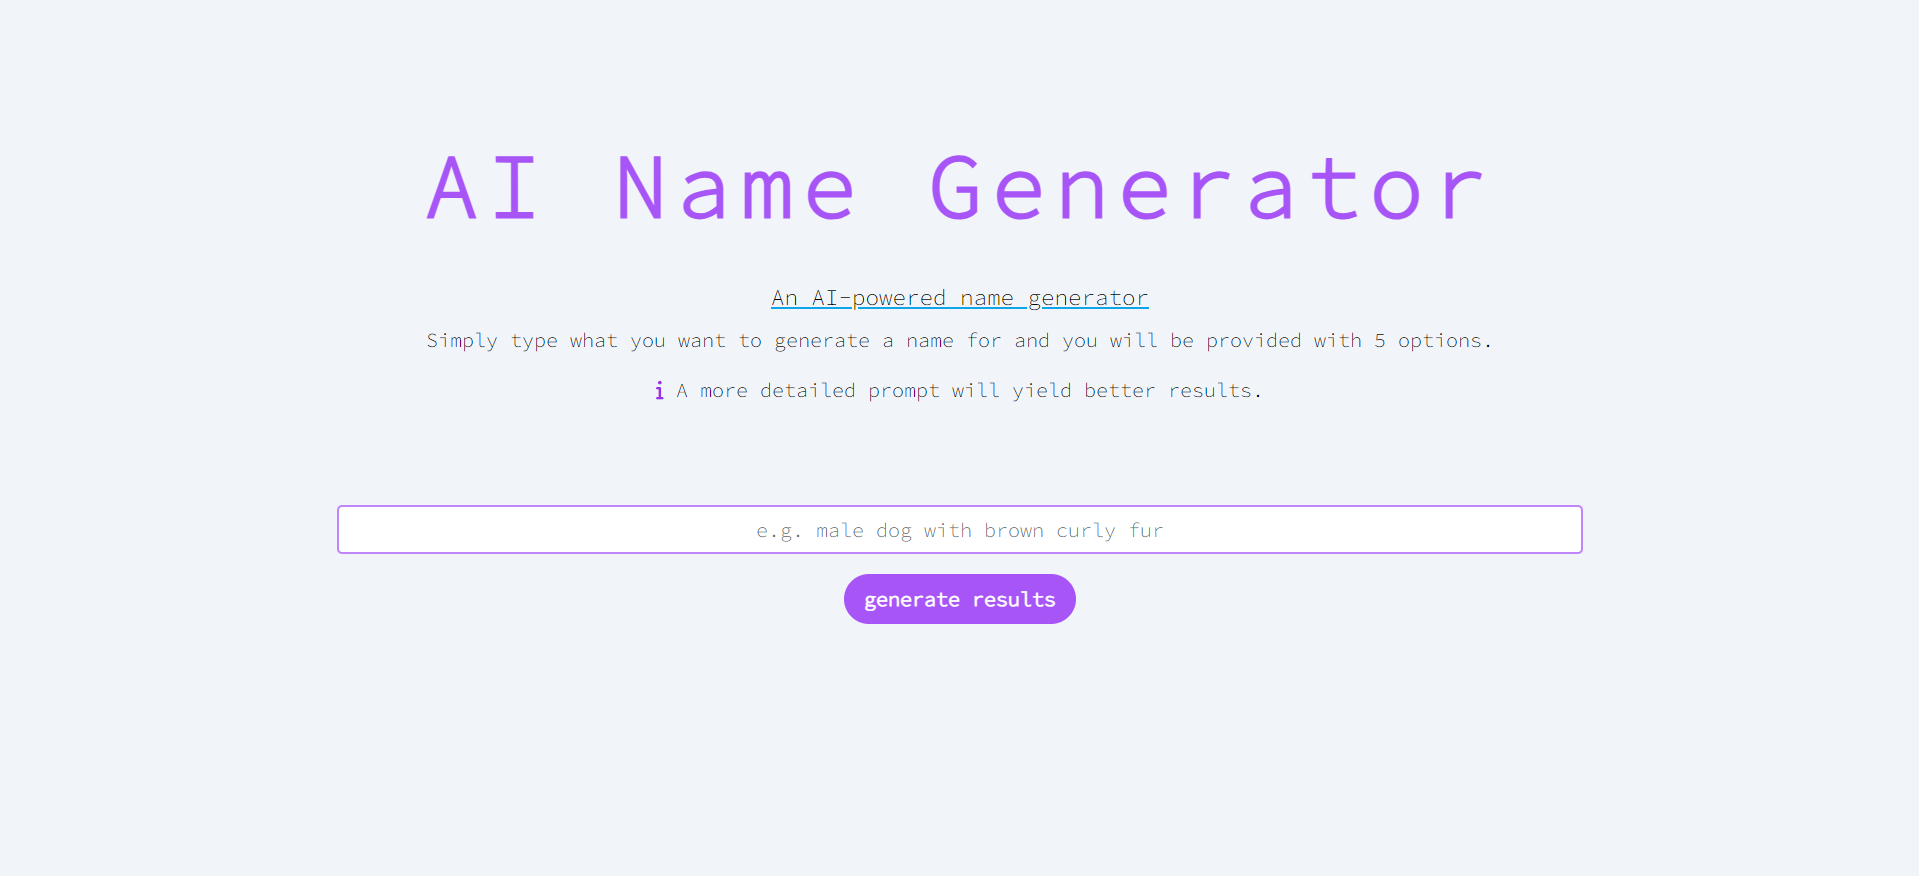 AI Name Generator
An AI-powered name generator
Simply type what you want to generate a name for and you will be provided with 5 options.
i A more detailed prompt will yield better results.
e.g. male dog with brown curly fur
generate results